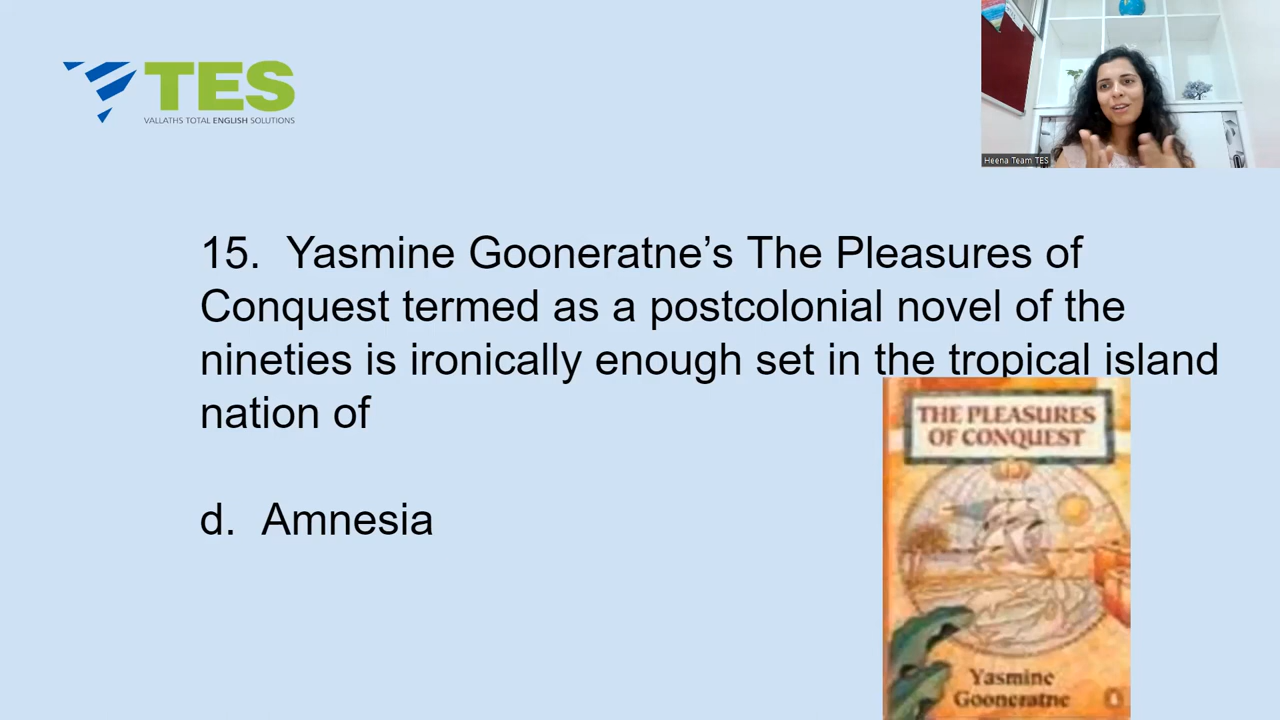 TES
VALLATHS TOTAL ENGLISH SOLUTIONS
Heena Team TES
15. Yasmine Gooneratne’s The Pleasures of
Conquest termed as a postcolonial novel of the
nineties is ironically enough set in the tropical island
nation of
d. Amnesia
THE PLEASURES
OF CONQUEST
Yasmine
Gooneratne